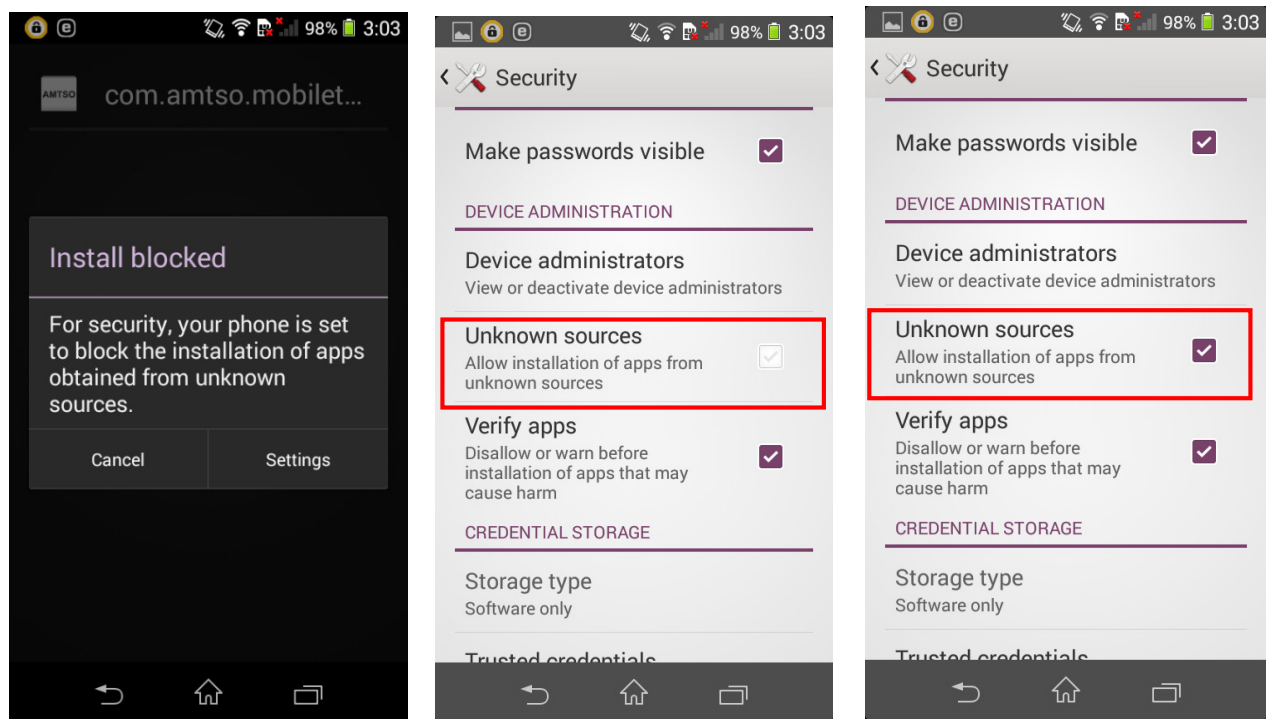 98% 3:03
AMTSO com.amtso.mobilet...
Install blocked
For security, your phone is set
to block the installation of apps
obtained from unknown
sources.
Cancel Settings
98% 3:03
Security
Make passwords visible
DEVICE ADMINISTRATION
Device administrators
View or deactivate device administrators
Unknown sources
Allow installation of apps from
unknown sources
Verify apps
Disallow or warn before
installation of apps that may
cause harm
CREDENTIAL STORAGE
Storage type
Software only
Trusted credentials
98% 3:03
Security
Make passwords visible
DEVICE ADMINISTRATION
Device administrators
View or deactivate device administrators
Unknown sources
Allow installation of apps from
unknown sources
Verify apps
Disallow or warn before
installation of apps that may
cause harm
CREDENTIAL STORAGE
Storage type
Software only
Trusted credentials